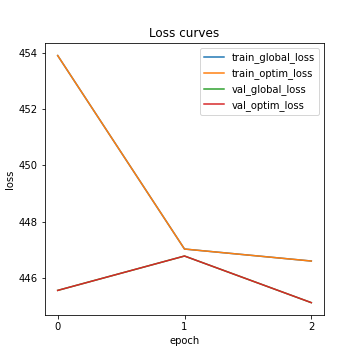 Loss curves
train_global_loss
train_optim_loss
val_global_loss
val_optim_loss
454
452
450
448
446
loss
0 1 2
epoch